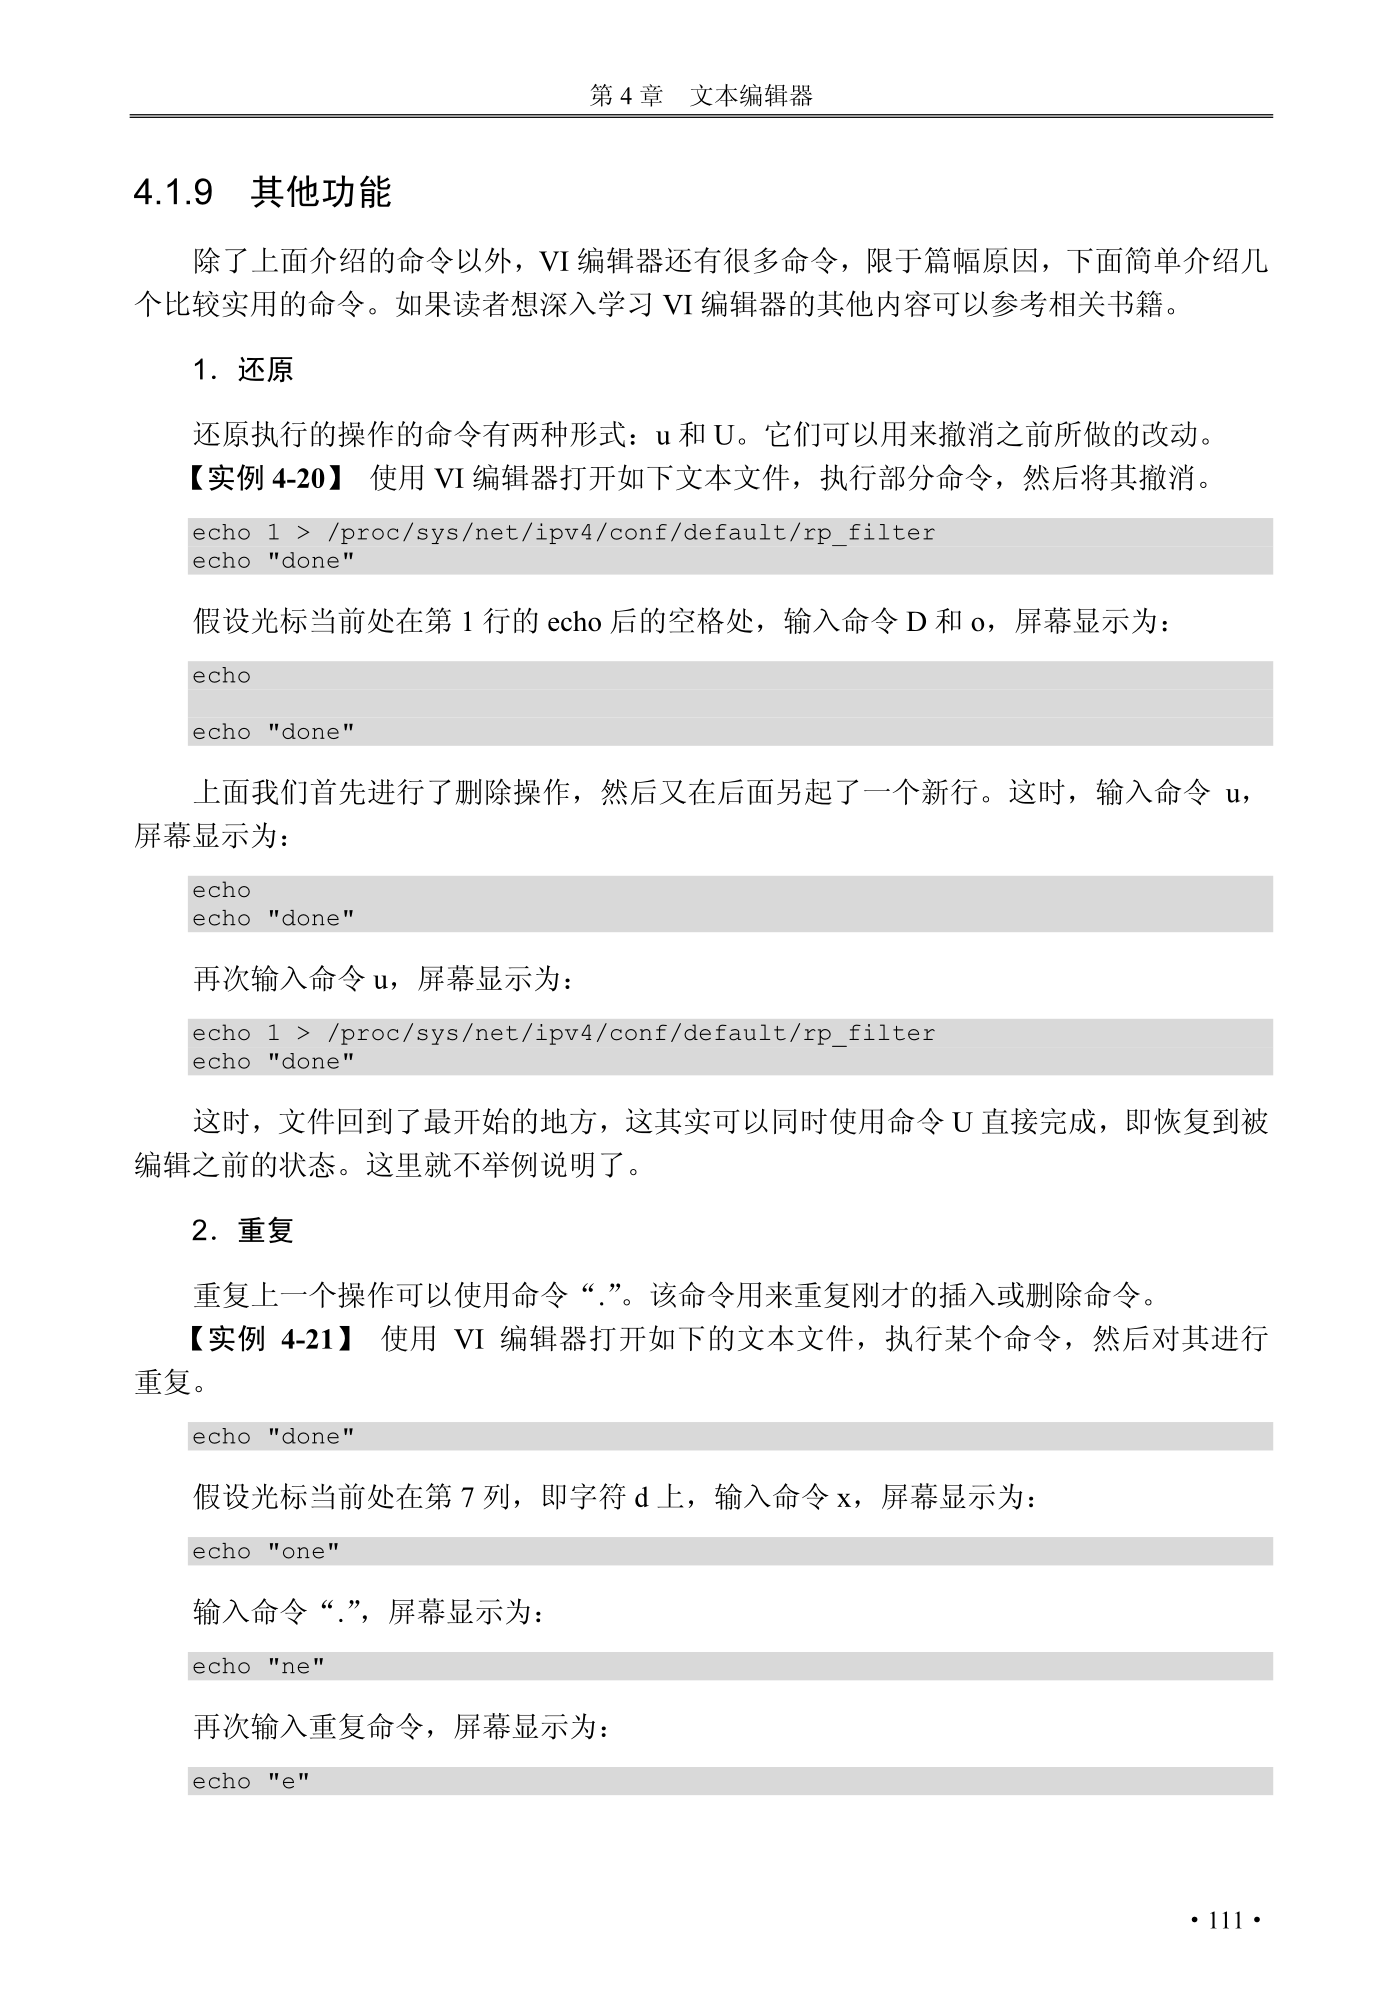 第 4 章　文本编辑器
4.1.9　其他功能
除了上面介绍的命令以外，VI 编辑器还有很多命令，限于篇幅原因，下面简单介绍几
个比较实用的命令。如果读者想深入学习 VI 编辑器的其他内容可以参考相关书籍。
1．还原
还原执行的操作的命令有两种形式：u 和 U。它们可以用来撤消之前所做的改动。
【实例 4-20】 使用 VI 编辑器打开如下文本文件，执行部分命令，然后将其撤消。
echo 1 > /proc/sys/net/ipv4/conf/default/rp_filter
echo "done"
假设光标当前处在第 1 行的 echo 后的空格处，输入命令 D 和 o，屏幕显示为：
echo
echo "done"
上面我们首先进行了删除操作，然后又在后面另起了一个新行。这时，输入命令 u，
屏幕显示为：
echo
echo "done"
再次输入命令 u，屏幕显示为：
echo 1 > /proc/sys/net/ipv4/conf/default/rp_filter
echo "done"
这时，文件回到了最开始的地方，这其实可以同时使用命令 U 直接完成，即恢复到被
编辑之前的状态。这里就不举例说明了。
2．重复
重复上一个操作可以使用命令“.”。该命令用来重复刚才的插入或删除命令。
【实例 4-21】 使用 VI 编辑器打开如下的文本文件，执行某个命令，然后对其进行
重复。
echo "done"
假设光标当前处在第 7 列，即字符 d 上，输入命令 x，屏幕显示为：
echo "one"
输入命令“.”，屏幕显示为：
echo "ne"
再次输入重复命令，屏幕显示为：
echo "e"
· 111 ·